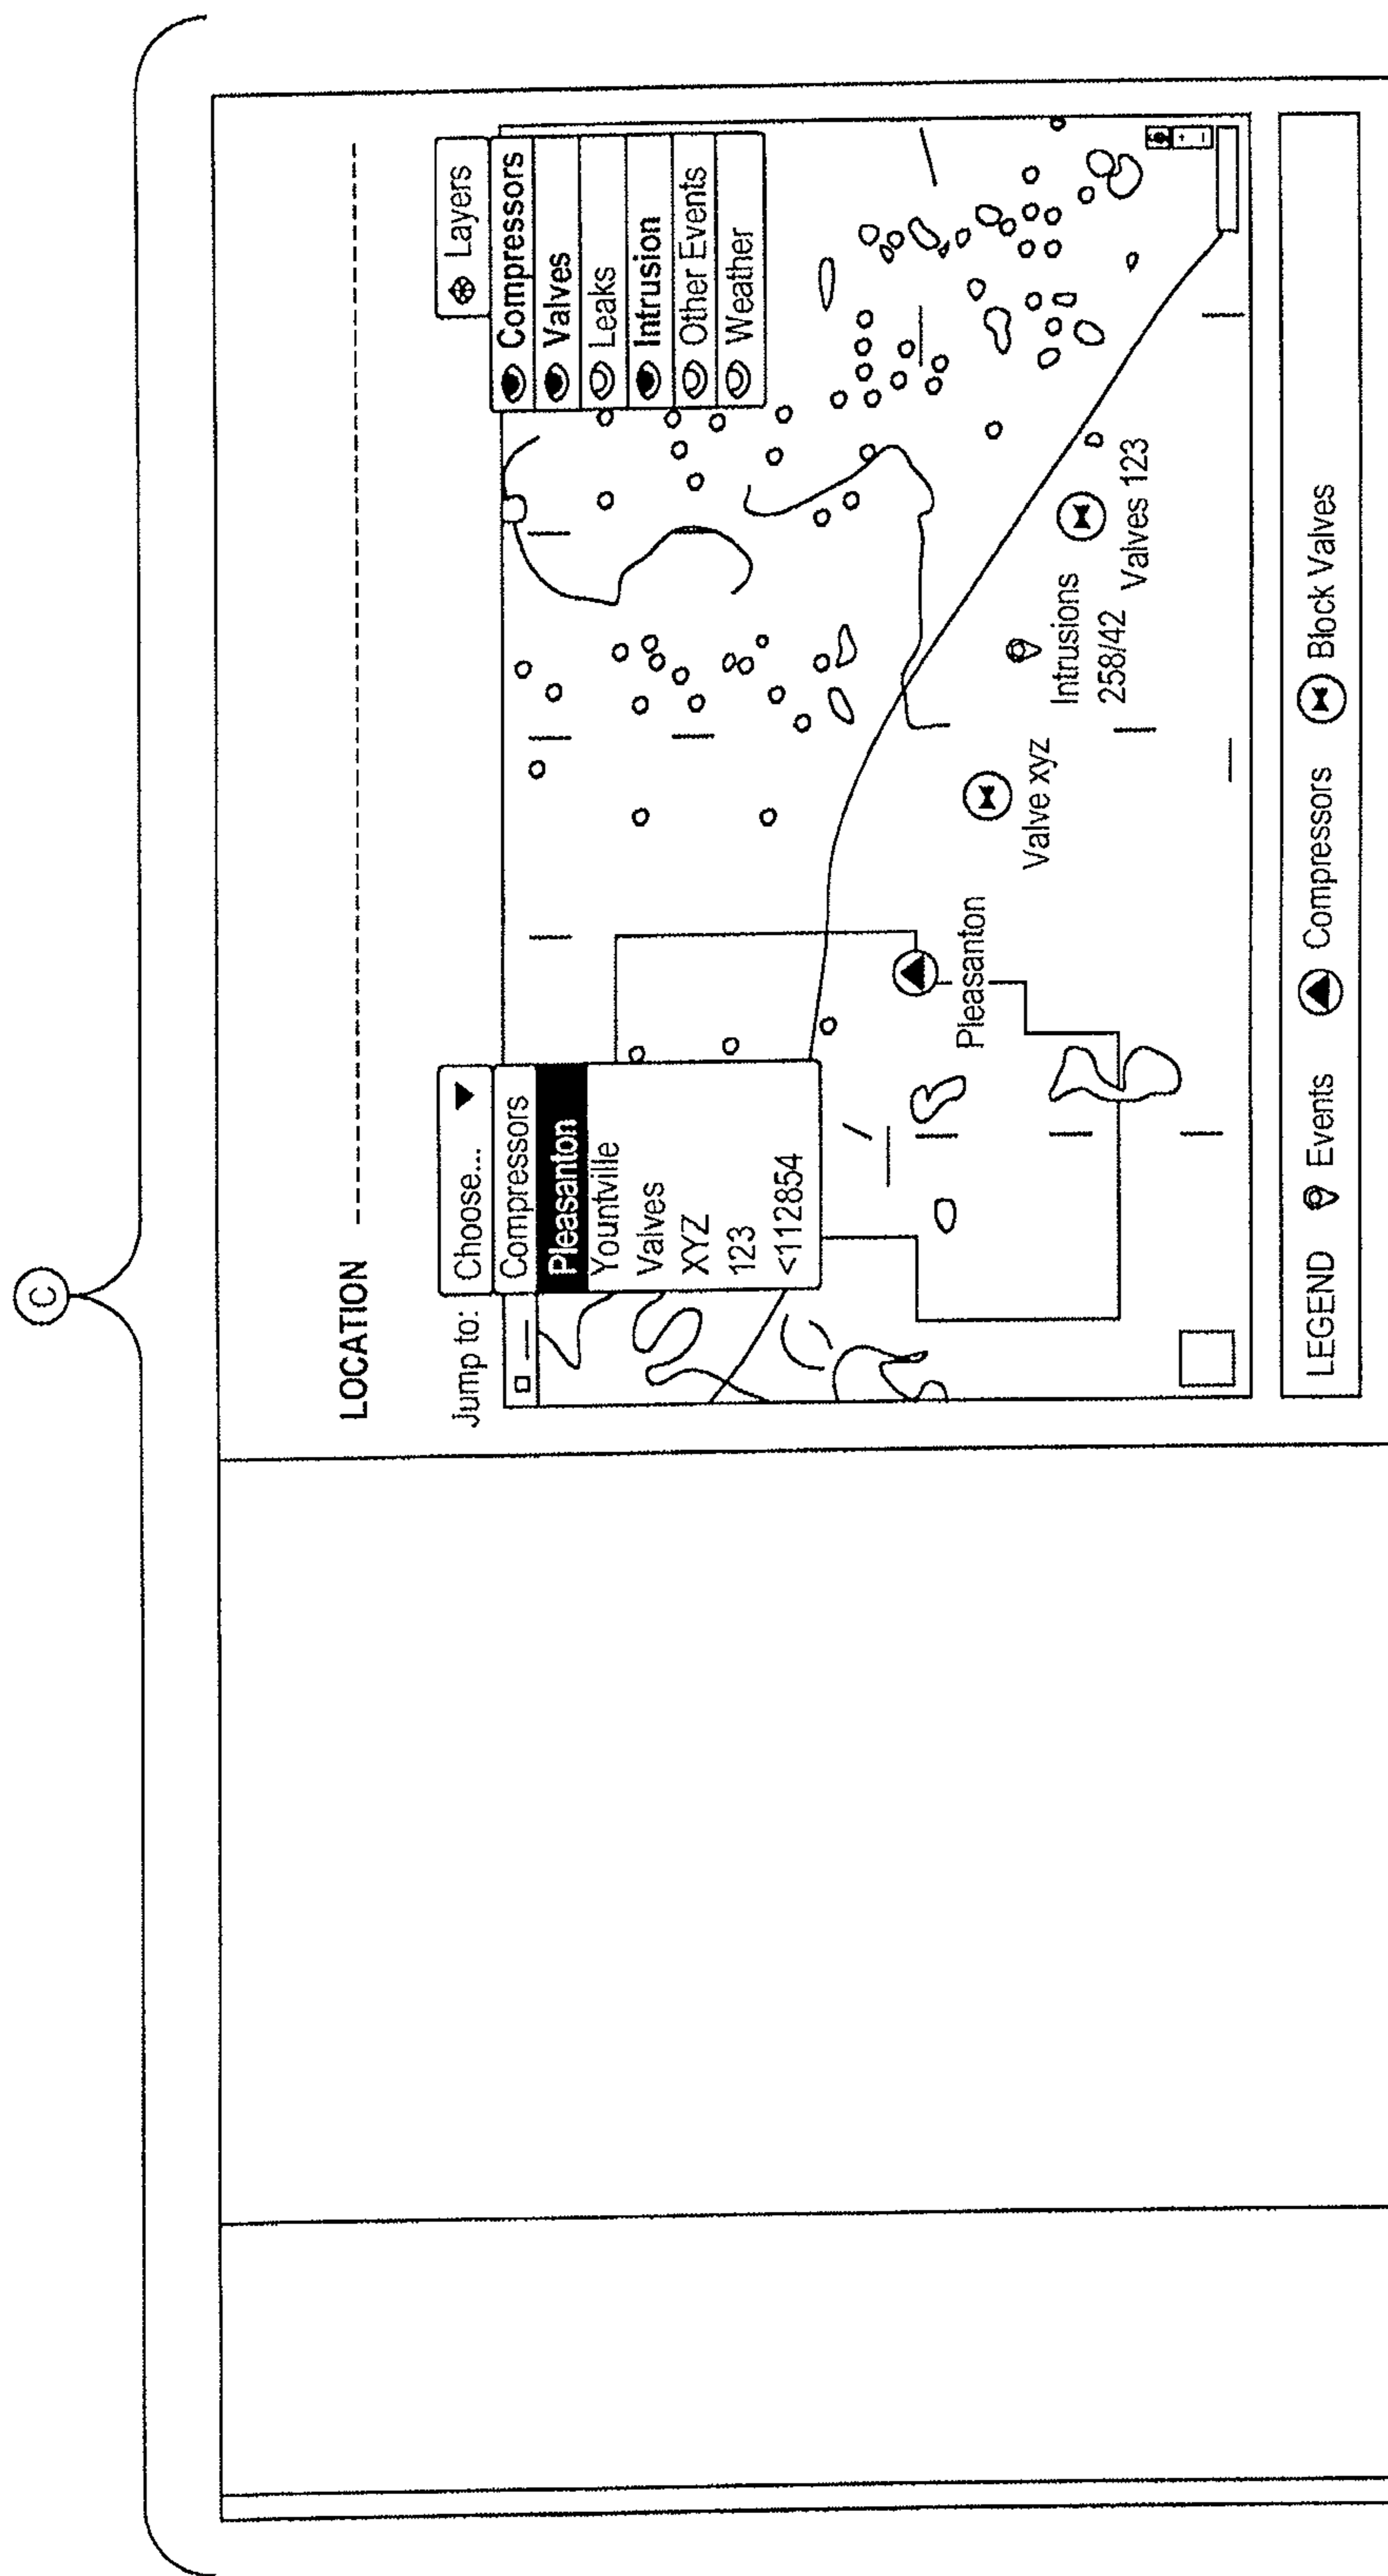 C
LOCATION
Jump to: Choose...
Layers
Compressors
Pleasanton
Yountville
Valves
XYZ
123
<112854
Compressors
Valves
Leaks
Intrusion
Other Events
Weather
Pleasanton
Valve xyz
Intrusions
258/42
Valves 123
LEGEND Events Compressors Block Valves